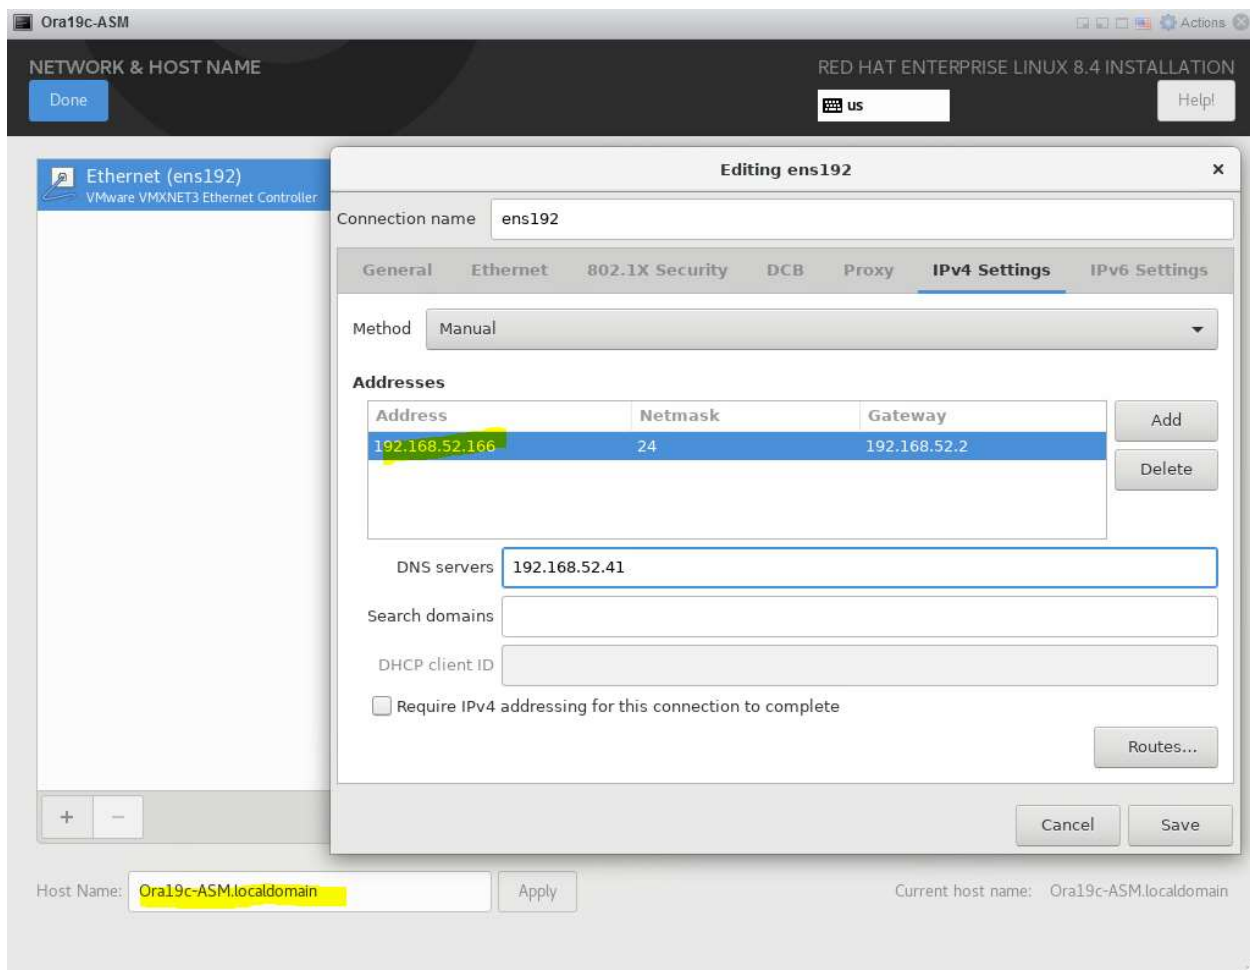 Ora19c-ASM
Actions
NETWORK & HOST NAME
RED HAT ENTERPRISE LINUX 8.4 INSTALLATION
Done
us
Help!
Ethernet (ens192)
VMware VMXNET3 Ethernet Controller
Editing ens192
Connection name ens192
General Ethernet 802.1X Security DCB Proxy IPv4 Settings IPv6 Settings
Method Manual
Addresses
Address Netmask Gateway
192.168.52.166 24 192.168.52.2
Add
Delete
DNS servers 192.168.52.41
Search domains
DHCP client ID
Require IPv4 addressing for this connection to complete
Routes...
Cancel Save
Host Name: Ora19c-ASM.localdomain Apply Current host name: Ora19c-ASM.localdomain